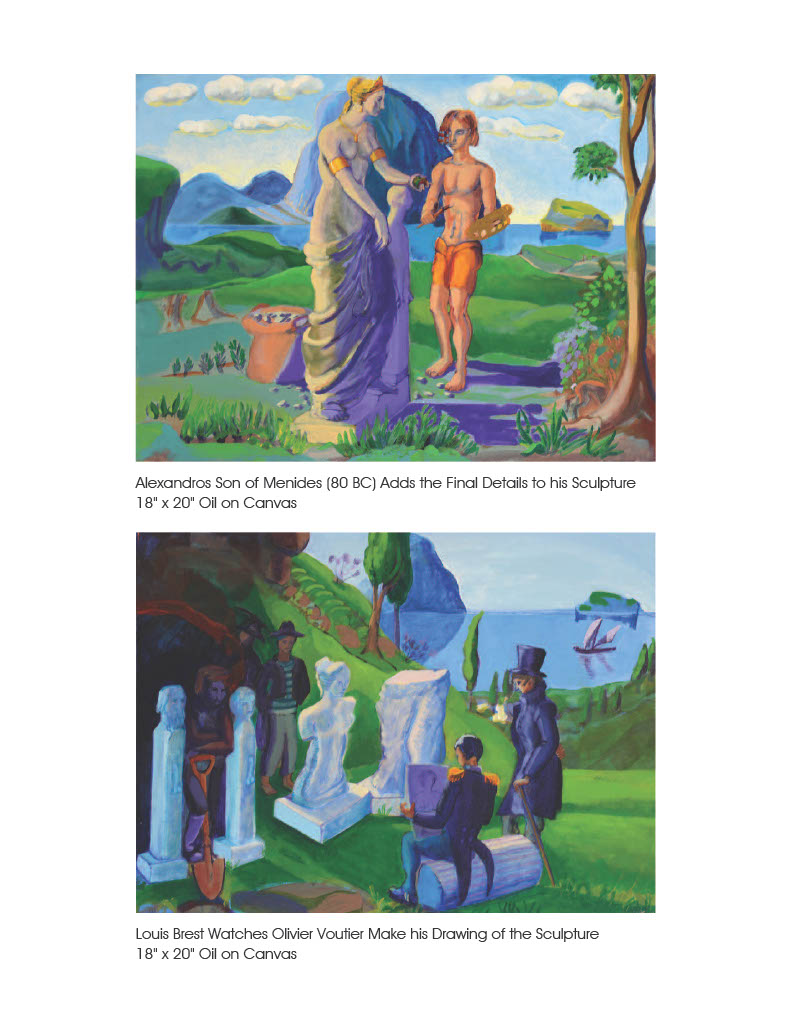 Alexandros Son of Menides (80 BC) Adds the Final Details to his Sculpture
18" x 20" Oil on Canvas
Louis Brest Watches Olivier Voutier Make his Drawing of the Sculpture
18" x 20" Oil on Canvas